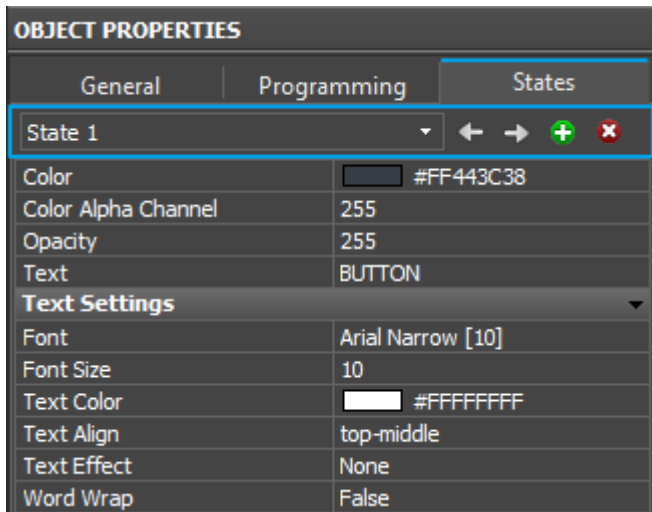 OBJECT PROPERTIES
General Programming States
State 1
Color #FF443C38
Color Alpha Channel 255
Opacity 255
Text BUTTON
Text Settings
Font Arial Narrow [10]
Font Size 10
Text Color #FFFFFFFF
Text Align top-middle
Text Effect None
Word Wrap False